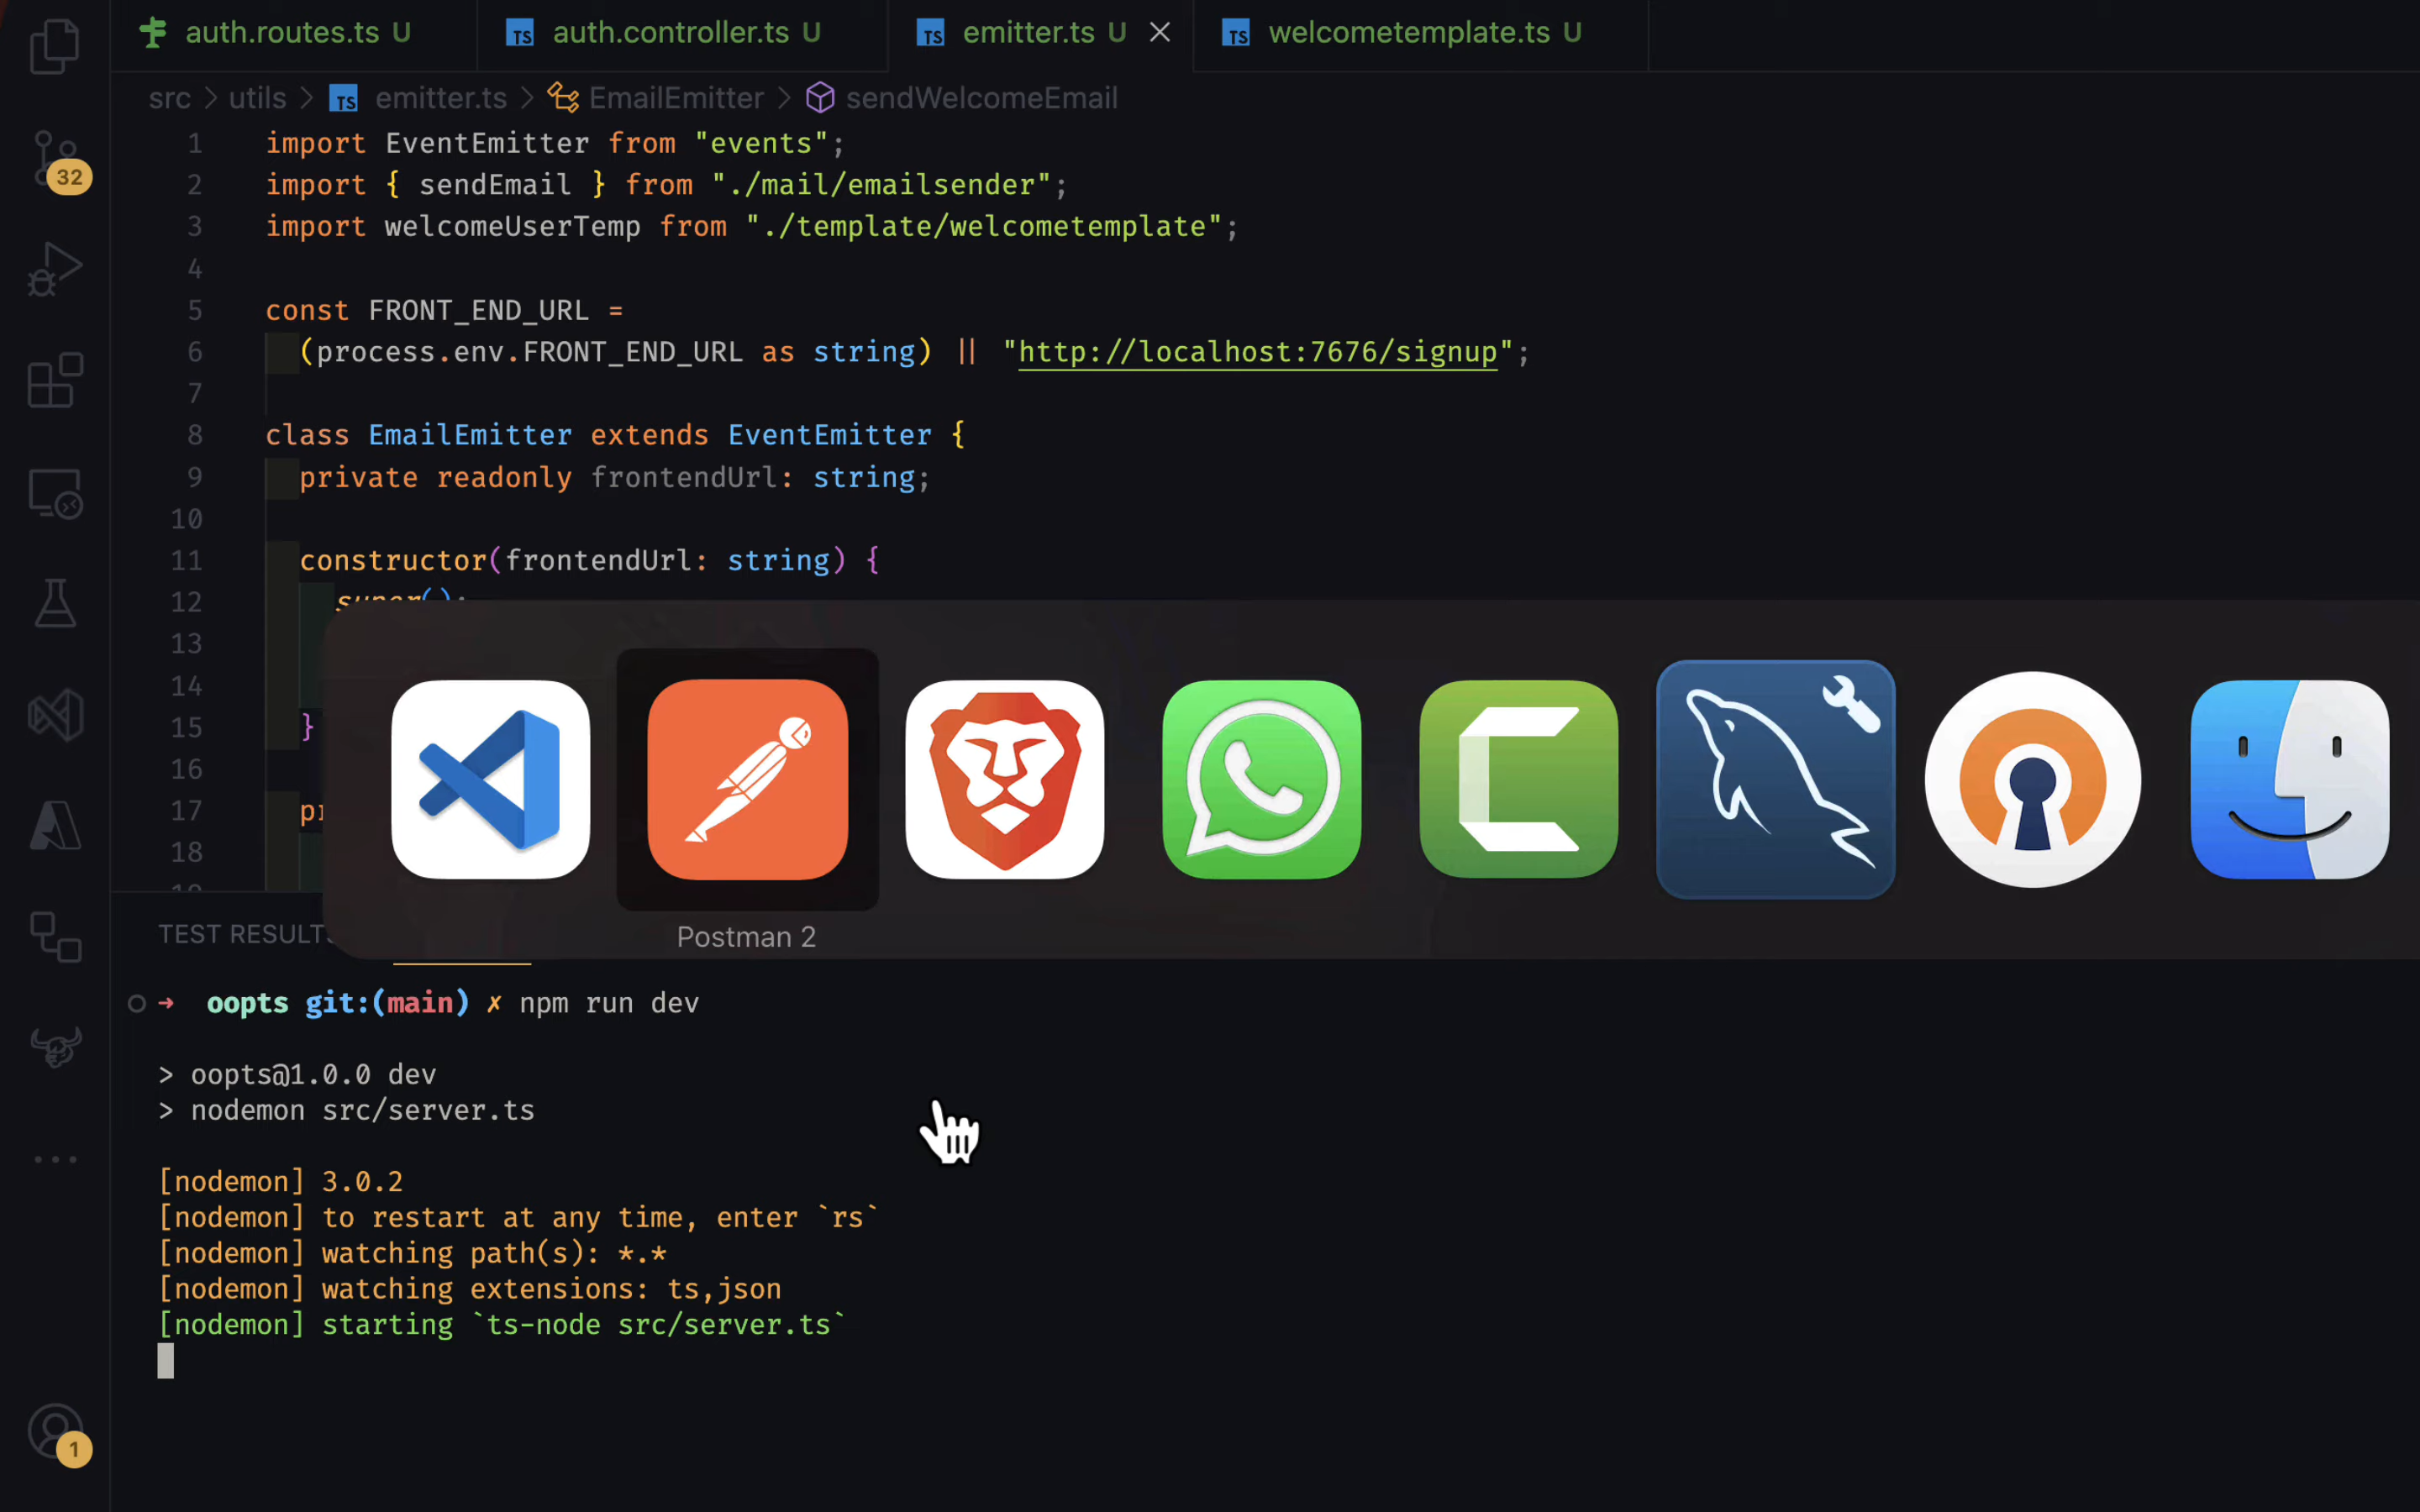 auth.routes.ts U
TS auth.controller.ts U
TS emitter.ts U
TS welcometemplate.ts U
src > utils > TS emitter.ts > EmailEmitter > sendWelcomeEmail
32
1 import EventEmitter from "events";
2 import { sendEmail } from "./mail/emailsender";
3 import welcomeUserTemp from "./template/welcometemplate";
4
5 const FRONT_END_URL =
6 (process.env.FRONT_END_URL as string) || "http://localhost:7676/signup";
7
8 class EmailEmitter extends EventEmitter {
9 private readonly frontendUrl: string;
10
11 constructor(frontendUrl: string) {
12 super();
13
14
15 }
16
17 pr
18
19
Postman 2
TEST RESULTS
→ oopts git:(main) ✗ npm run dev
> oopts@1.0.0 dev
> nodemon src/server.ts
[nodemon] 3.0.2
[nodemon] to restart at any time, enter `rs`
[nodemon] watching path(s): *.*
[nodemon] watching extensions: ts,json
[nodemon] starting `ts-node src/server.ts`
1